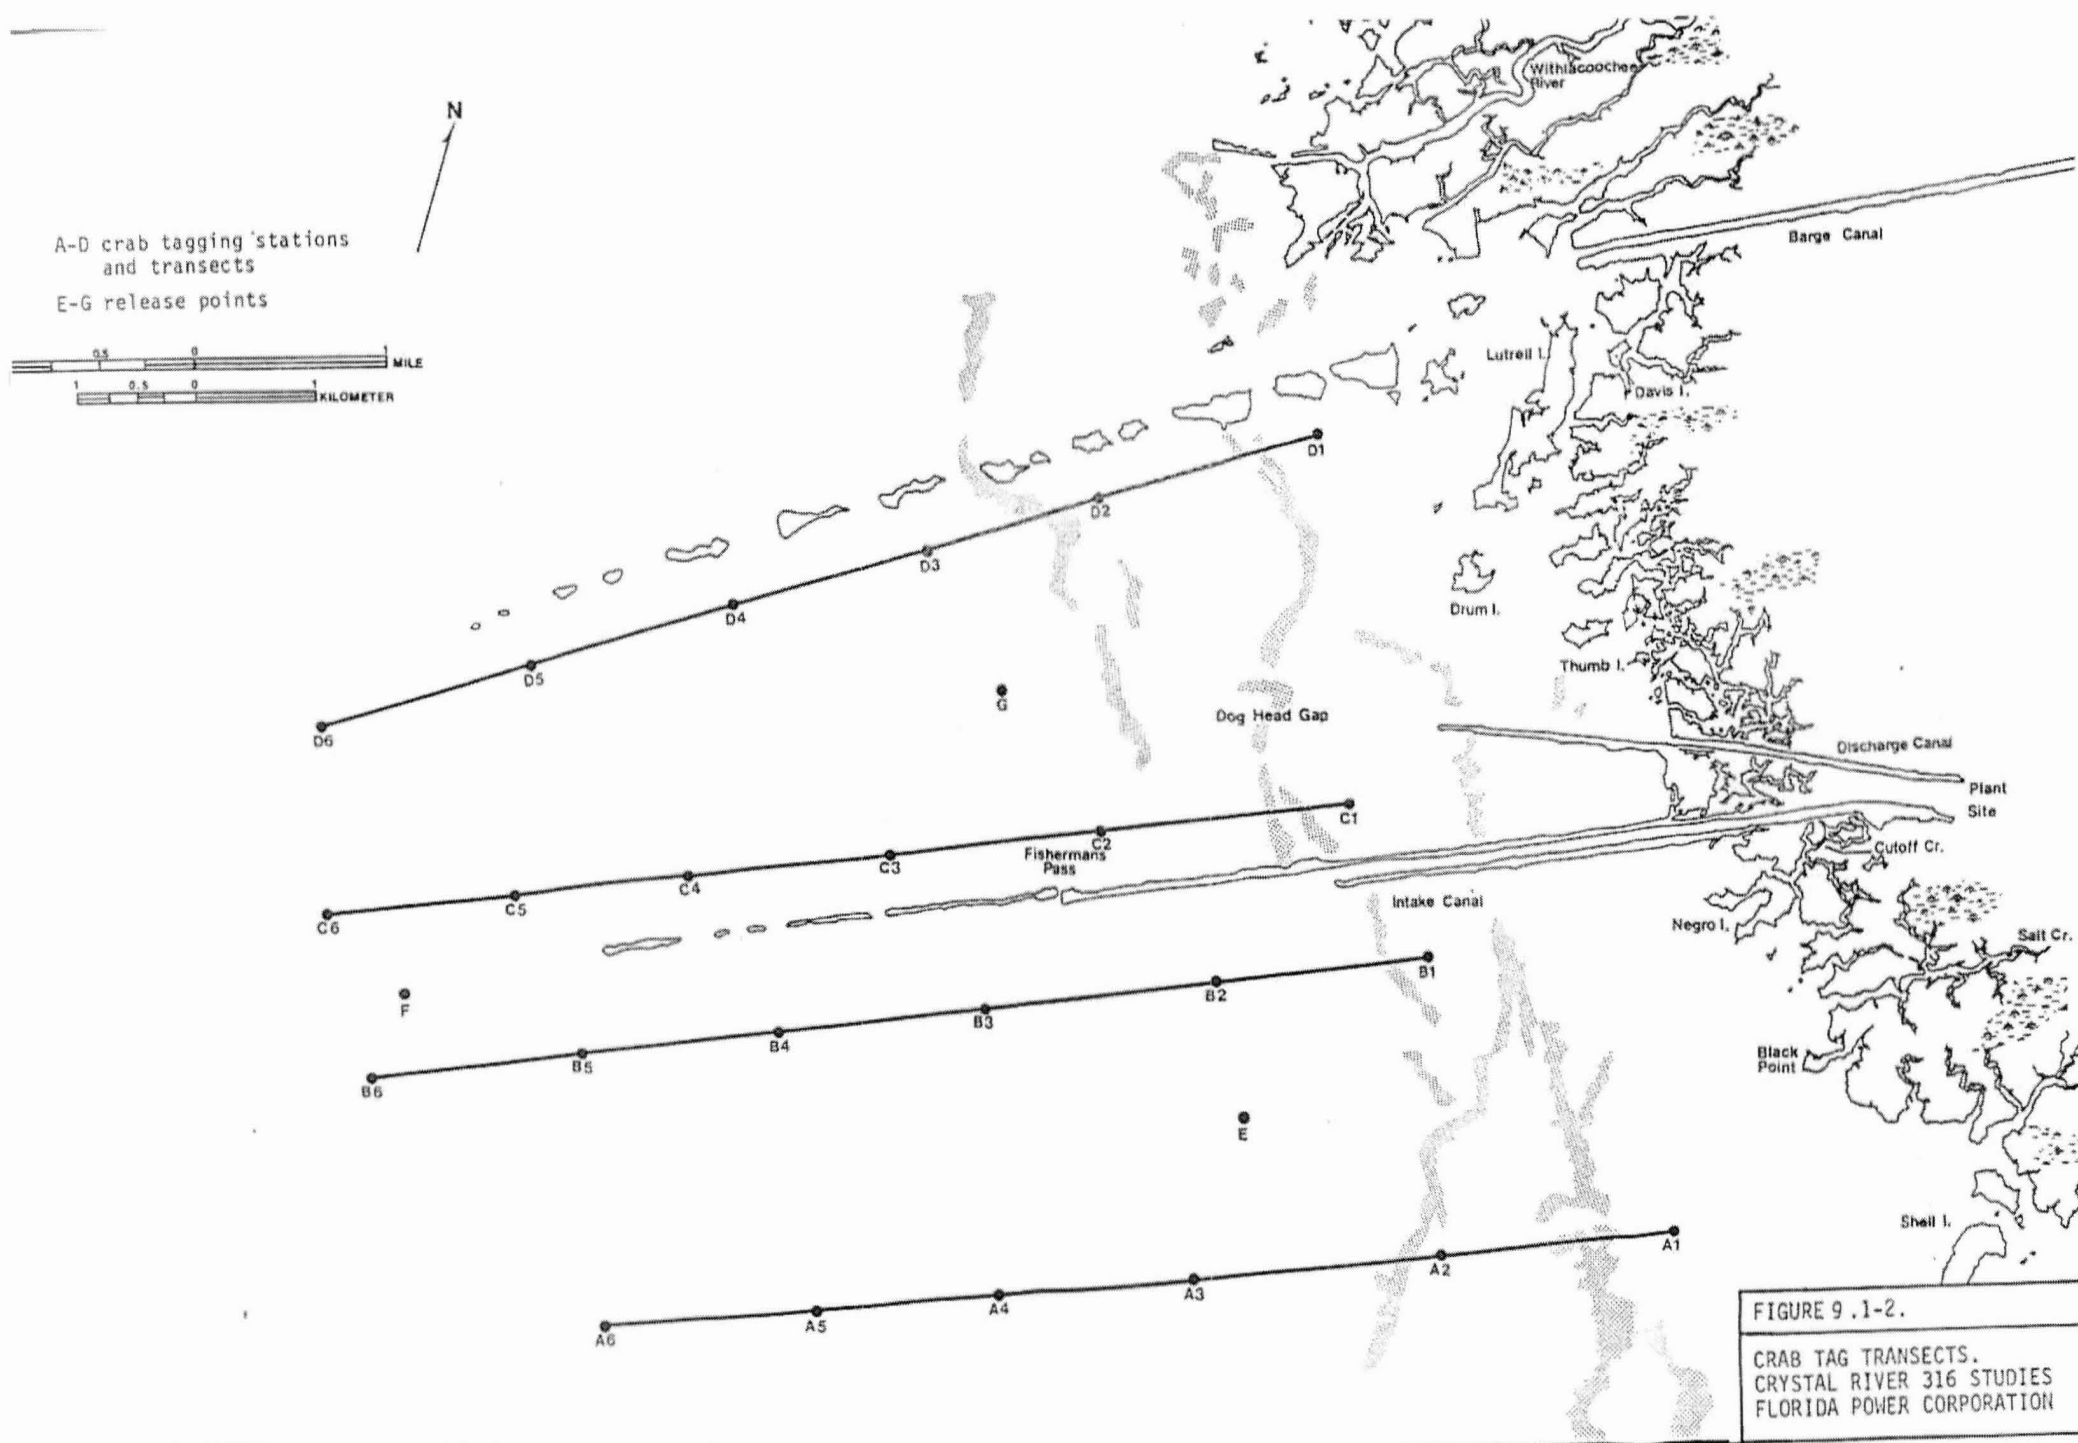 N
A-D crab tagging stations
and transects
E-G release points
0.5 0 1
MILE
1 0.5 0 1
KILOMETER
Withlacoochee
River
Barge Canal
Lutrell I.
Davis I.
D1
D2
D3
D4
D5
D6
Drum I.
Thumb I.
G
Dog Head Gap
Discharge Canal
Plant
Site
C1
C2
C3
C4
C5
C6
Fishermans
Pass
Cutoff Cr.
Intake Canal
Negro I.
Salt Cr.
B1
B2
B3
B4
B5
B6
F
Black
Point
E
Shell I.
A1
A2
A3
A4
A5
A6
FIGURE 9.1-2.
CRAB TAG TRANSECTS.
CRYSTAL RIVER 316 STUDIES
FLORIDA POWER CORPORATION